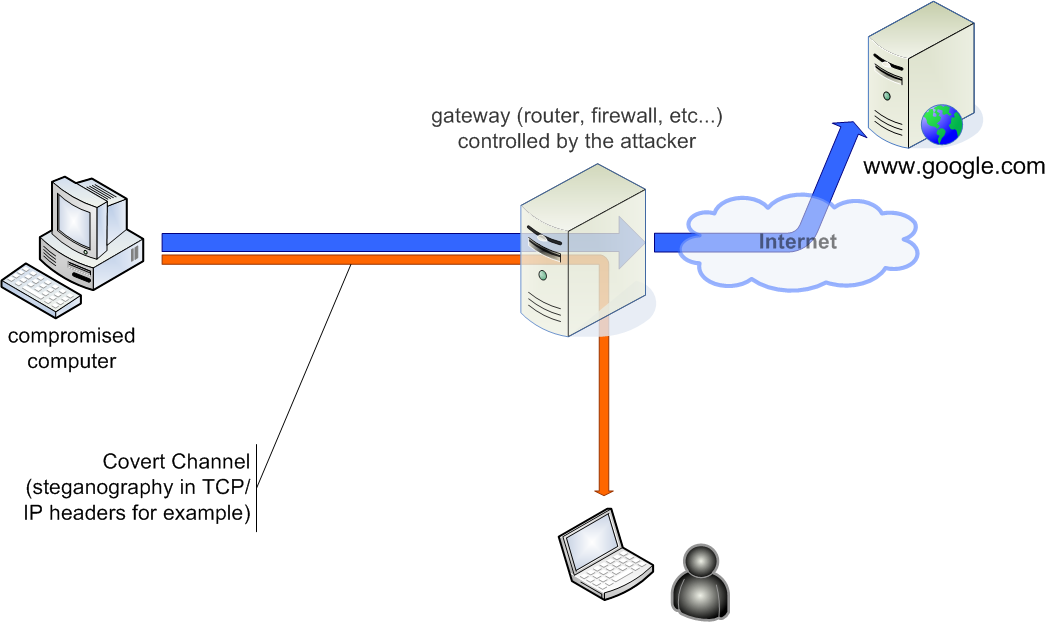 gateway (router, firewall, etc...)
controlled by the attacker
www.google.com
Internet
compromised
computer
Covert Channel
(steganography in TCP/
IP headers for example)